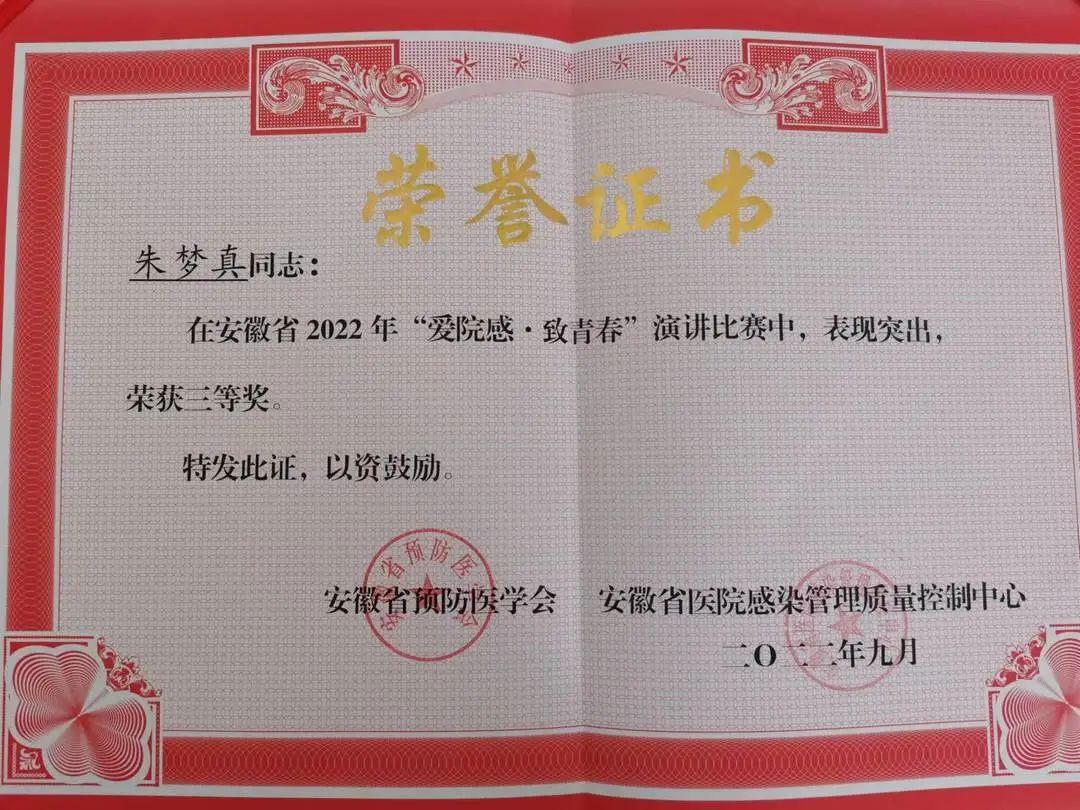 荣誉证书
朱梦真同志：
在安徽省2022年“爱院感·致青春”演讲比赛中，表现突出，
荣获三等奖。
特发此证，以资鼓励。
安徽省预防医学会 安徽省医院感染管理质量控制中心
二〇二二年九月